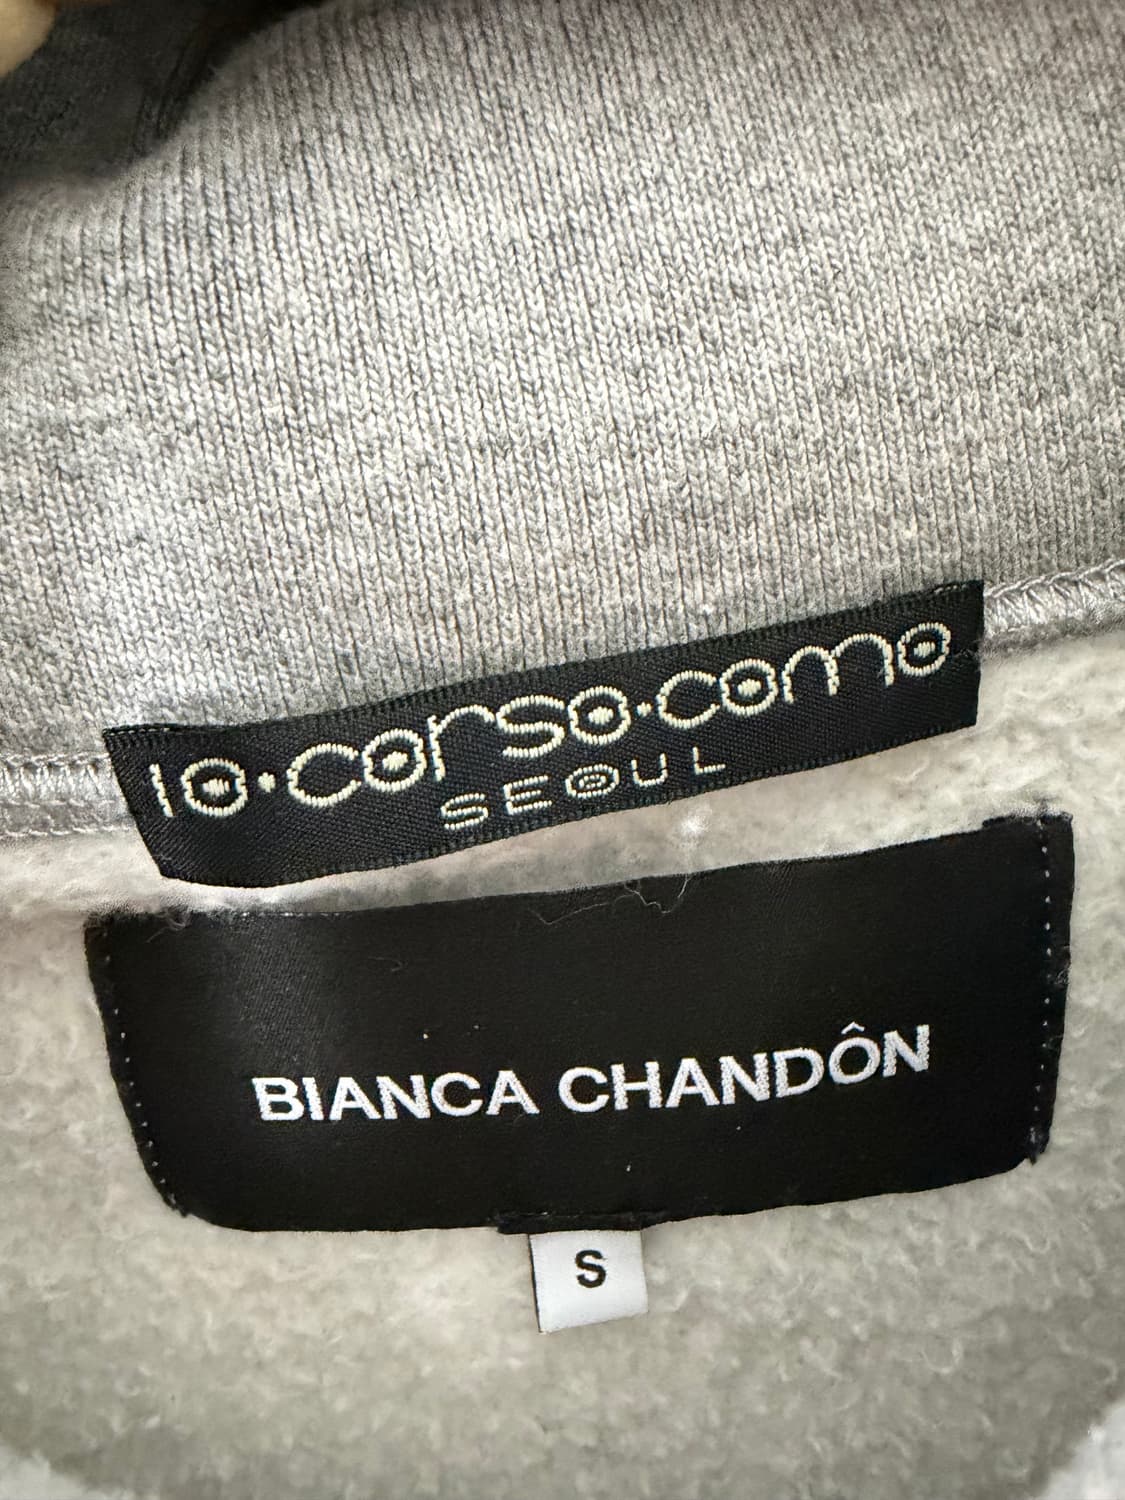 10·corso·como
SEOUL
BIANCA CHANDÔN
S